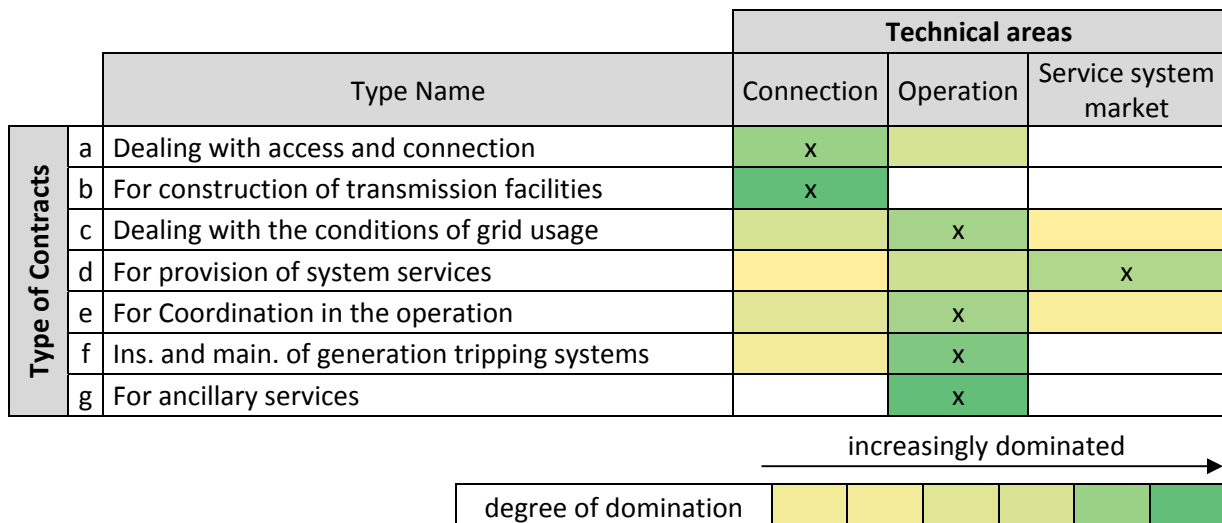 Technical areas
Type Name Connection Operation Service system market
Type of Contracts
a Dealing with access and connection x
b For construction of transmission facilities x
c Dealing with the conditions of grid usage x
d For provision of system services x
e For Coordination in the operation x
f Ins. and main. of generation tripping systems x
g For ancillary services x
increasingly dominated
degree of domination